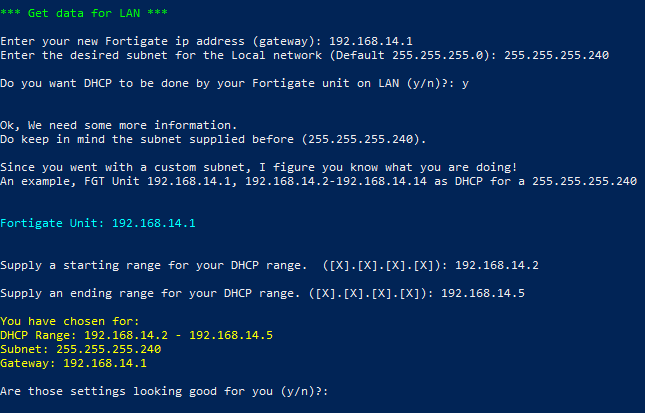 *** Get data for LAN ***
Enter your new Fortigate ip address (gateway): 192.168.14.1
Enter the desired subnet for the Local network (Default 255.255.255.0): 255.255.255.240
Do you want DHCP to be done by your Fortigate unit on LAN (y/n)?: y
Ok, We need some more information.
Do keep in mind the subnet supplied before (255.255.255.240).
Since you went with a custom subnet, I figure you know what you are doing!
An example, FGT Unit 192.168.14.1, 192.168.14.2-192.168.14.14 as DHCP for a 255.255.255.240
Fortigate Unit: 192.168.14.1
Supply a starting range for your DHCP range.  ([X].[X].[X].[X]): 192.168.14.2
Supply an ending range for your DHCP range. ([X].[X].[X].[X]): 192.168.14.5
You have chosen for:
DHCP Range: 192.168.14.2 - 192.168.14.5
Subnet: 255.255.255.240
Gateway: 192.168.14.1
Are those settings looking good for you (y/n)?: